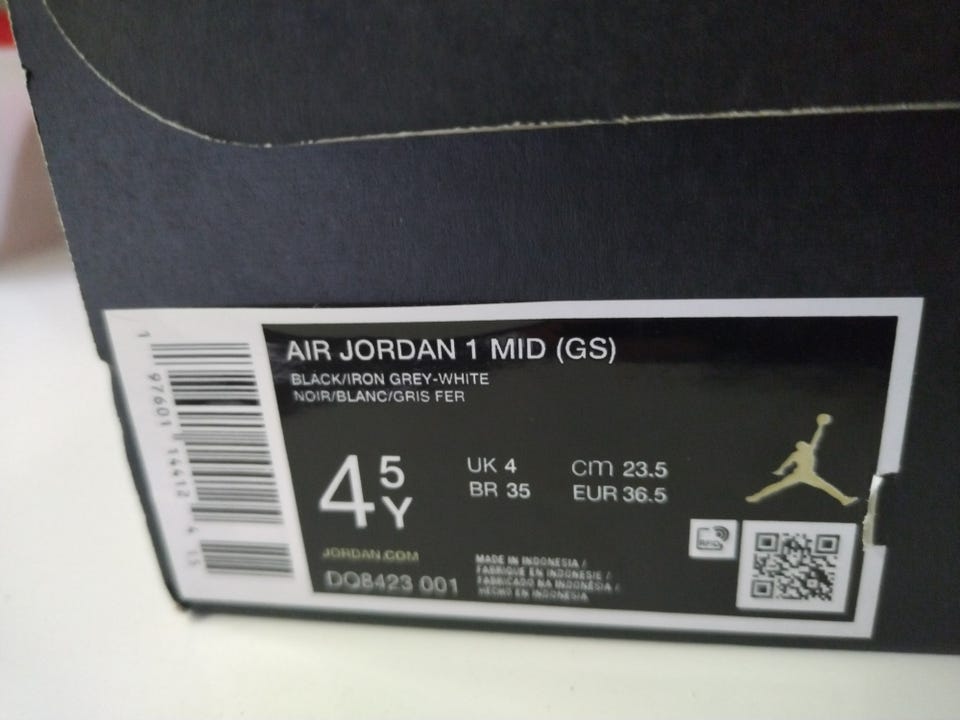 AIR JORDAN 1 MID (GS)
BLACK/IRON GREY-WHITE
NOIR/BLANC/GRIS FER
4 5 Y
UK 4 cm 23.5
BR 35 EUR 36.5
JORDAN.COM
DQ8423 001
MADE IN INDONESIA /
FABRIQUE EN INDONESIE /
FABRICADO NA INDONÉSIA /
HECHO EN INDONESIA
RFID